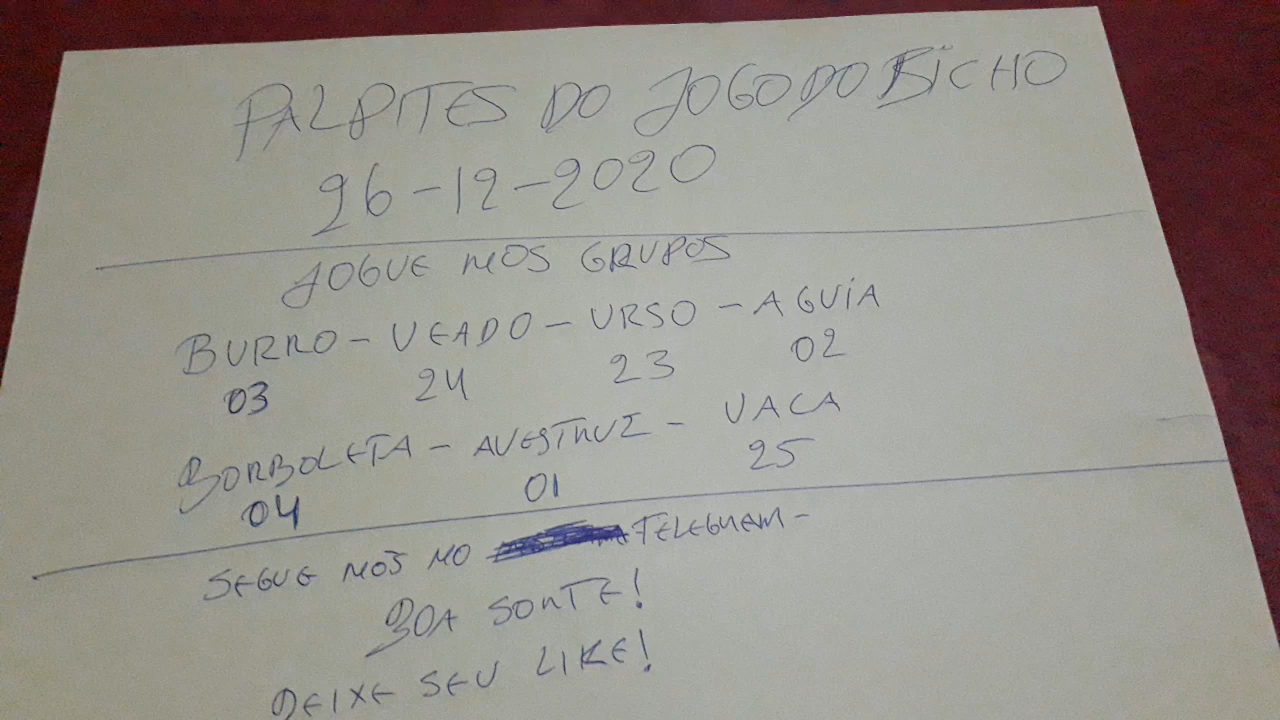 PALPITES DO JOGO DO BICHO
26-12-2020
JOGUE NOS GRUPOS
BURRO - VEADO - URSO - AGUIA
03 24 23 02
BORBOLETA - AVESTRUZ - VACA
04 01 25
SEGUE NOS NO TELEGRAM -
BOA SORTE!
DEIXE SEU LIKE!